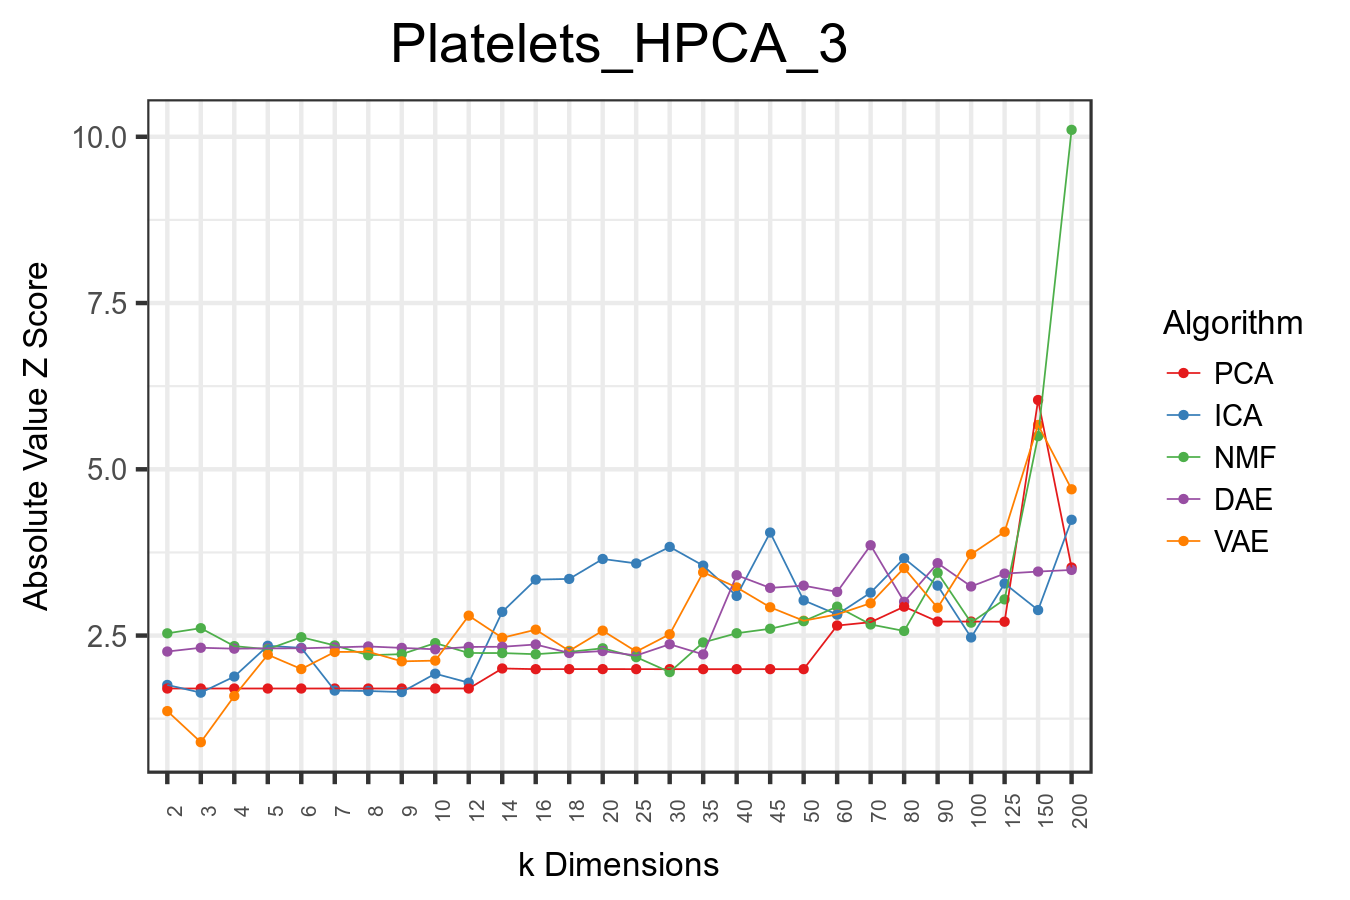 Platelets_HPCA_3
Absolute Value Z Score
10.0
7.5
5.0
2.5
2 3 4 5 6 7 8 9 10 12 14 16 18 20 25 30 35 40 45 50 60 70 80 90 100 125 150 200
k Dimensions
Algorithm
PCA
ICA
NMF
DAE
VAE